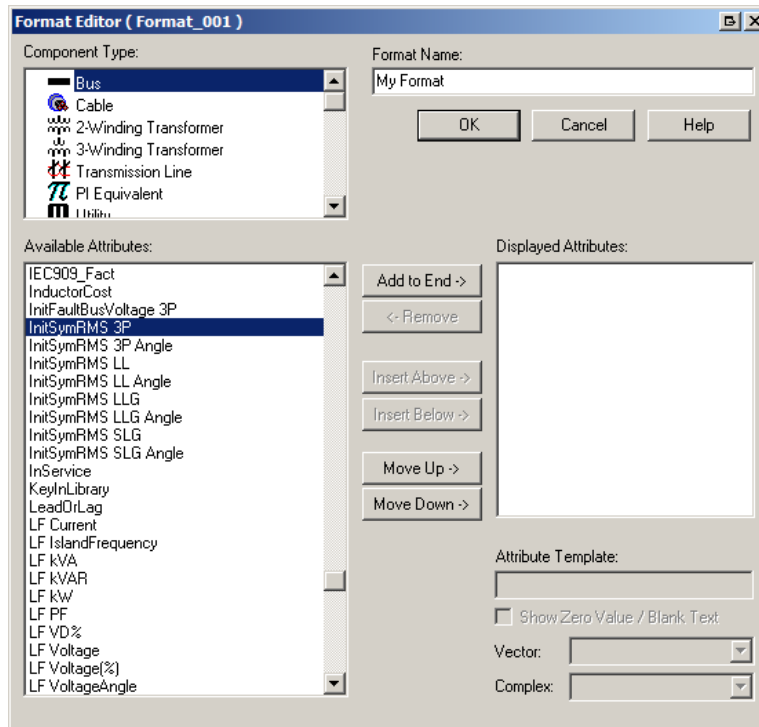 Format Editor ( Format_001 )
Component Type:
Bus
Cable
2-Winding Transformer
3-Winding Transformer
Transmission Line
PI Equivalent
Utility
Format Name:
My Format
OK
Cancel
Help
Available Attributes:
IEC909_Fact
InductorCost
InitFaultBusVoltage 3P
InitSymRMS 3P
InitSymRMS 3P Angle
InitSymRMS LL
InitSymRMS LL Angle
InitSymRMS LLG
InitSymRMS LLG Angle
InitSymRMS SLG
InitSymRMS SLG Angle
InService
KeyInLibrary
LeadOrLag
LF Current
LF IslandFrequency
LF kVA
LF kVAR
LF kW
LF PF
LF VD%
LF Voltage
LF Voltage(%)
LF VoltageAngle
Add to End ->
<- Remove
Insert Above ->
Insert Below ->
Move Up ->
Move Down ->
Displayed Attributes:
Attribute Template:
Show Zero Value / Blank Text
Vector:
Complex: